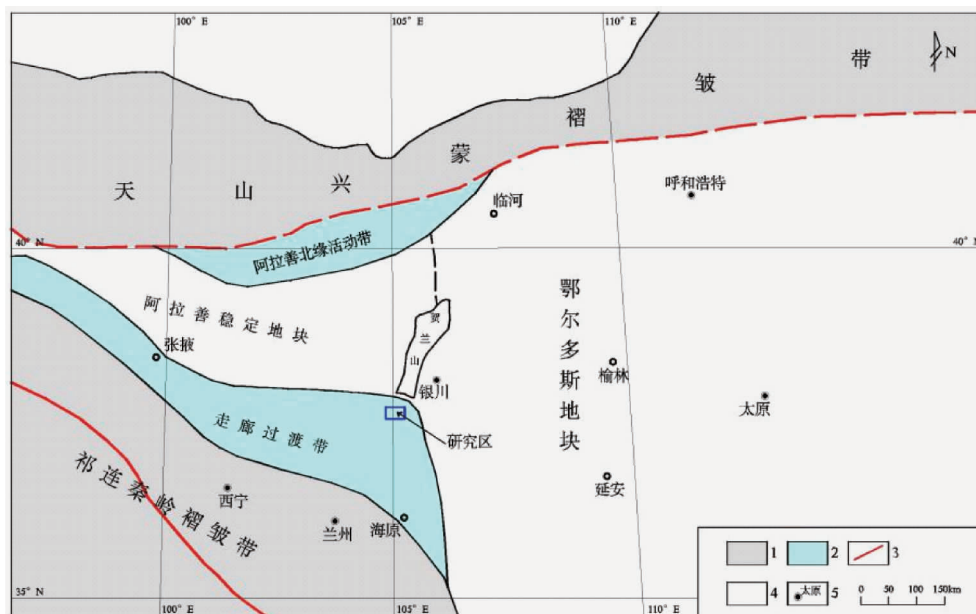 100° E
105° E
110° E
N
天山兴蒙褶皱带
呼和浩特
临河
40° N
40° N
阿拉善北缘活动带
阿拉善稳定地块
贺兰山
鄂尔多斯地块
张掖
银川
榆林
太原
研究区
走廊过渡带
祁连秦岭褶皱带
西宁
兰州
海原
延安
1
2
3
4
太原
5
0 50 100 150km
35° N
100° E
105° E
110° E